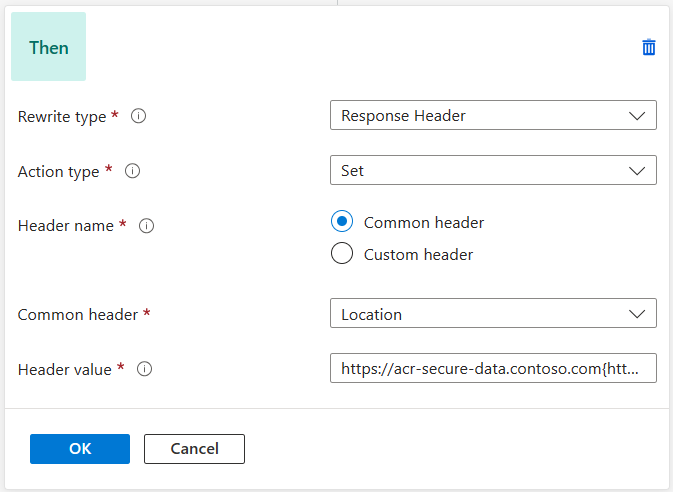 Then
Rewrite type *
Response Header
Action type *
Set
Header name *
Common header
Custom header
Common header *
Location
Header value *
https://acr-secure-data.contoso.com{htt...
OK
Cancel